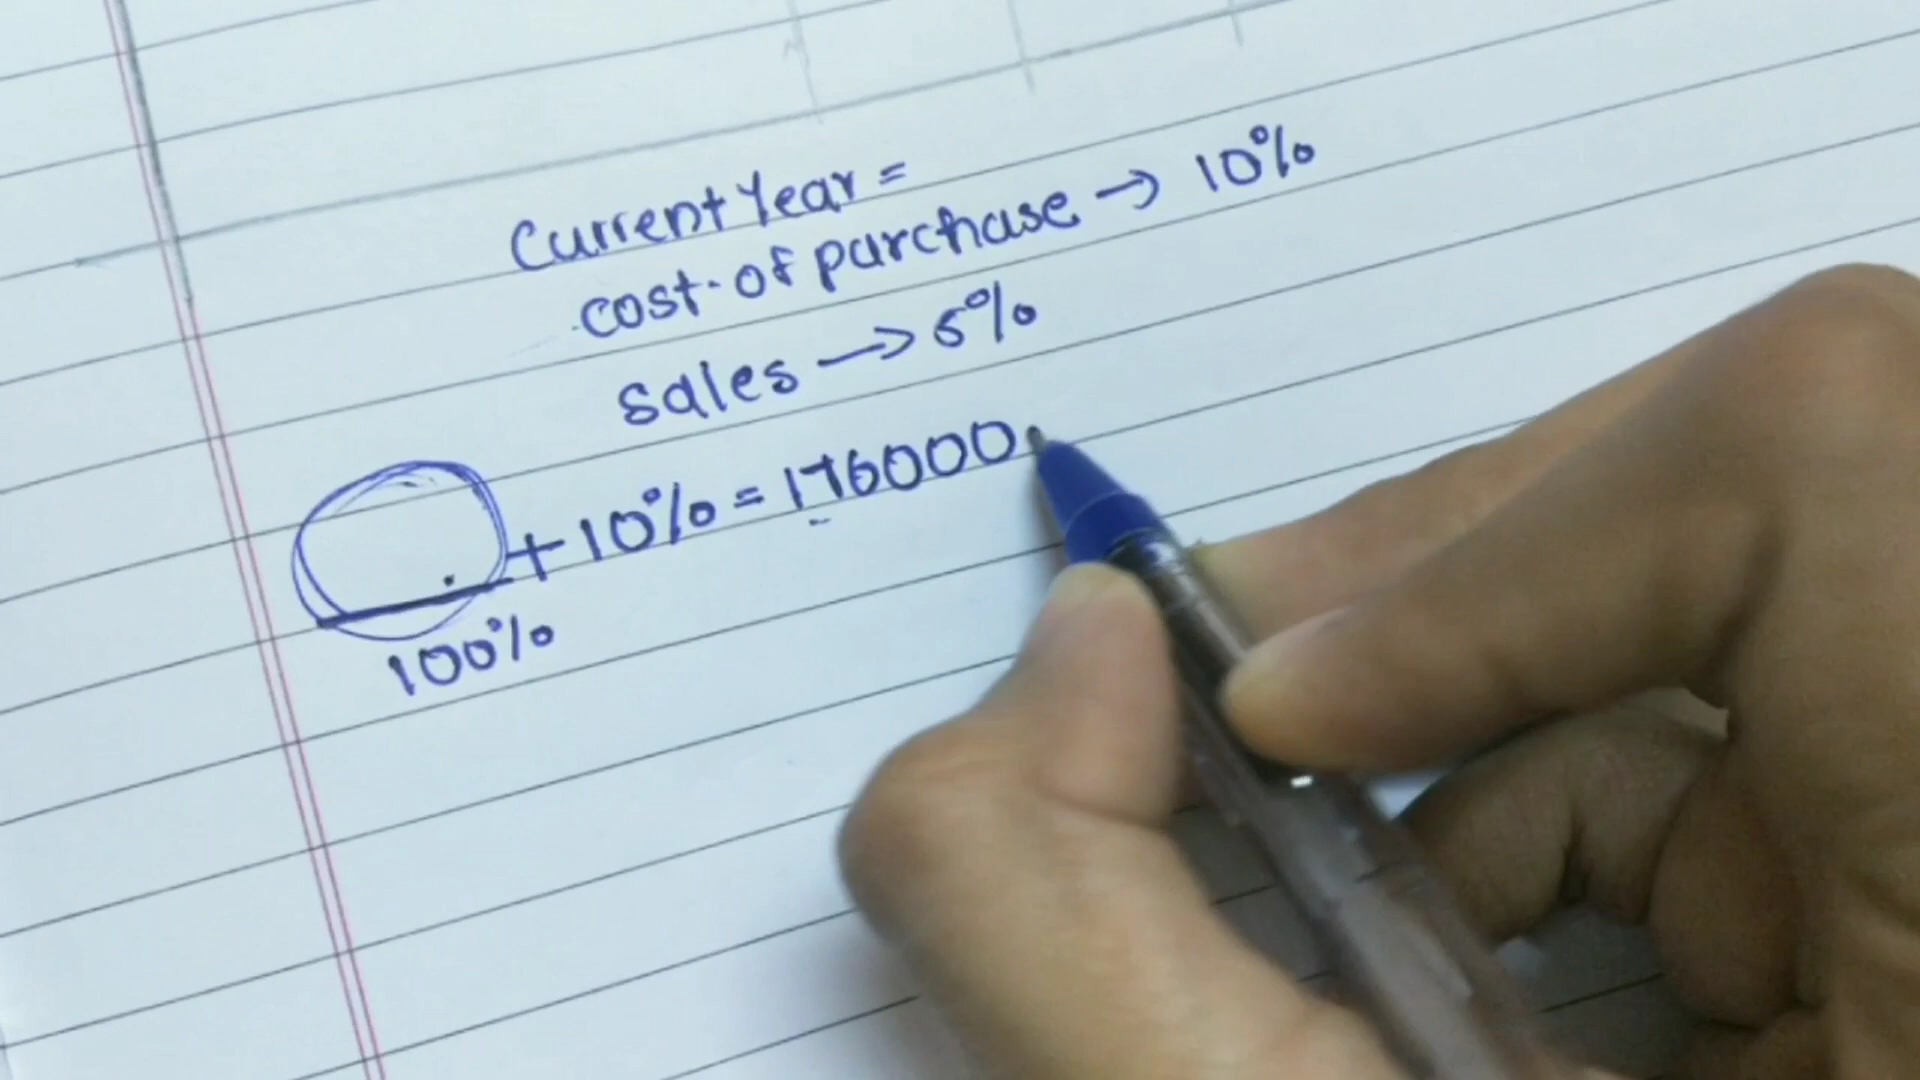 Current Year =
cost of purchase → 10%
sales → 5%
+ 10% = 176000
100%